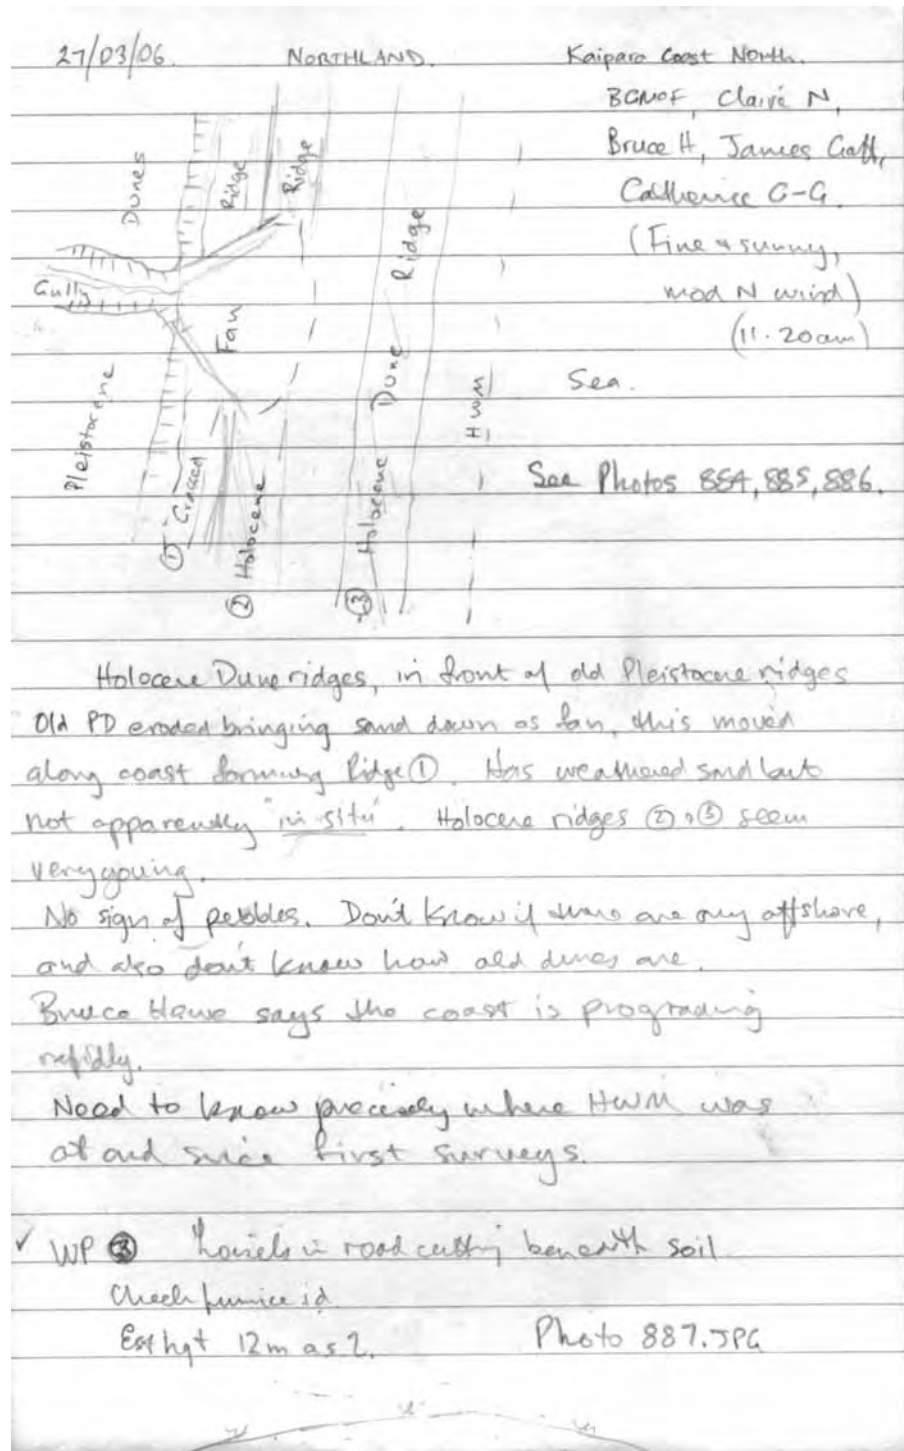 27/03/06. NORTHLAND. Kaipara Coast North.
BGMcF, Claire N,
Bruce H, James Goff,
Catherine C-G.
(Fine & sunny,
mod N wind)
(11.20am)
Dunes
Ridge
Ridge
Gully
Fan
Pleistocene
① Grassed
② Holocene
③ Holocene Dune Ridge
HWM
Sea.
See Photos 884, 885, 886.
Holocene Dune ridges, in front of old Pleistocene ridges
Old PD eroded bringing sand down as fan, this moved
along coast forming Ridge ①. Has weathered sand but
not apparently "in situ". Holocene ridges ② & ③ seem
very young.
No sign of pebbles. Don't know if there are any offshore,
and also don't know how old dunes are.
Bruce says the coast is prograding
rapidly.
Need to know precisely where HWM was
at and since first surveys.
✓ WP ③ in road cutting beneath soil
Check pumice id.
Est hgt 12m asl. Photo 887.JPG